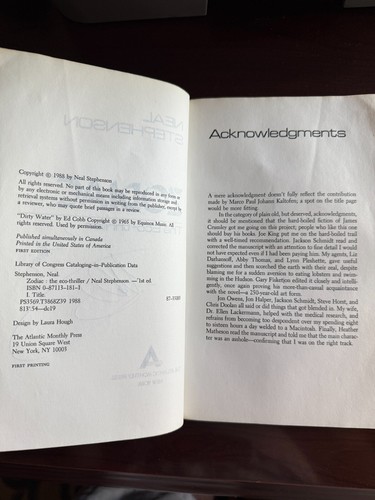 Copyright © 1988 by Neal Stephenson
All rights reserved. No part of this book may be reproduced in any form or
by any electronic or mechanical means including information storage and
retrieval systems without permission in writing from the publisher, except by
a reviewer, who may quote brief passages in a review.
"Dirty Water" by Ed Cobb Copyright © 1965 by Equinox Music. All
rights reserved. Used by permission.
Published simultaneously in Canada
Printed in the United States of America
FIRST EDITION
Library of Congress Cataloging-in-Publication Data
Stephenson, Neal.
Zodiac : the eco-thriller / Neal Stephenson. — 1st ed.
ISBN 0-87113-181-
I. Title.
PS3569.T3868Z39 1988
813'.54—dc19
Design by Laura Hough
The Atlantic Monthly Press
19 Union Square West
New York, NY 10003
FIRST PRINTING
Acknowledgments
A mere acknowledgment doesn't fully reflect the contribution
made by Marco Paul Johann Kaltofen; a spot on the title page
would be more fitting.
In the category of plain old, but deserved, acknowledgments,
it should be mentioned that the hard-boiled fiction of James
Crumley got me going on this project; people who like this one
should buy his books. Joe King put me on the hard-boiled trail
with a well-timed recommendation. Jackson Schmidt read and
corrected the manuscript with an attention to fine detail I would
not have expected even if I had been paying him. My agents, Liz
Darhansoff, Abby Thomas, and Lynn Pleshette, gave useful
suggestions and then scorched the earth with their zeal, despite
blaming me for a sudden aversion to eating lobsters and swim-
ming in the Hudson. Gary Fisketjon edited it closely and intelli-
gently, once again proving his more-than-casual acquaintance
with the novel—a 250-year-old art form.
Jon Owens, Jon Halper, Jackson Schmidt, Steve Horst, and
Chris Doolan all said or did things that got blended in. My wife,
Dr. Ellen Lackermann, helped with the medical research, and
refrains from becoming too despondent over my spending eight
to sixteen hours a day welded to a Macintosh. Finally, Heather
Matheson read the manuscript and told me that the main charac-
ter was an asshole—confirming that I was on the right track.